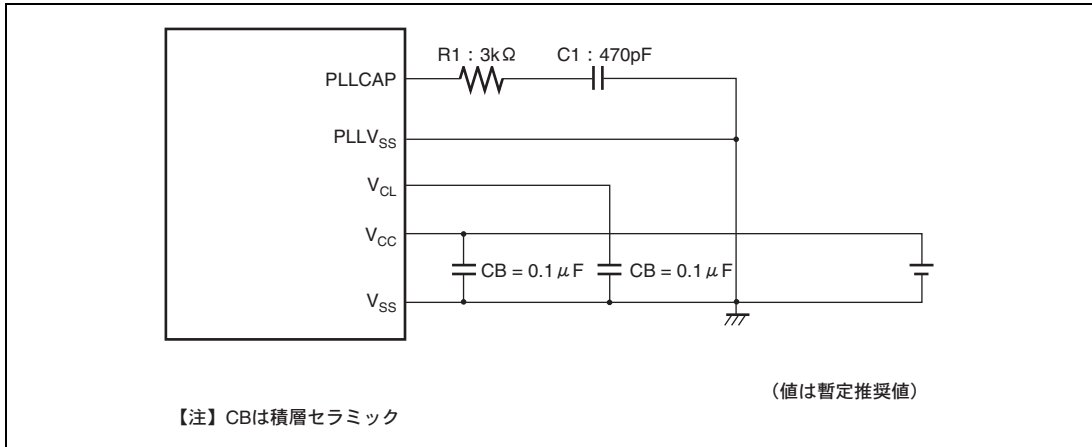 R1：3kΩ C1：470pF
PLLCAP
PLLVSS
VCL
VCC
CB = 0.1μF CB = 0.1μF
VSS
（値は暫定推奨値）
【注】CBは積層セラミック